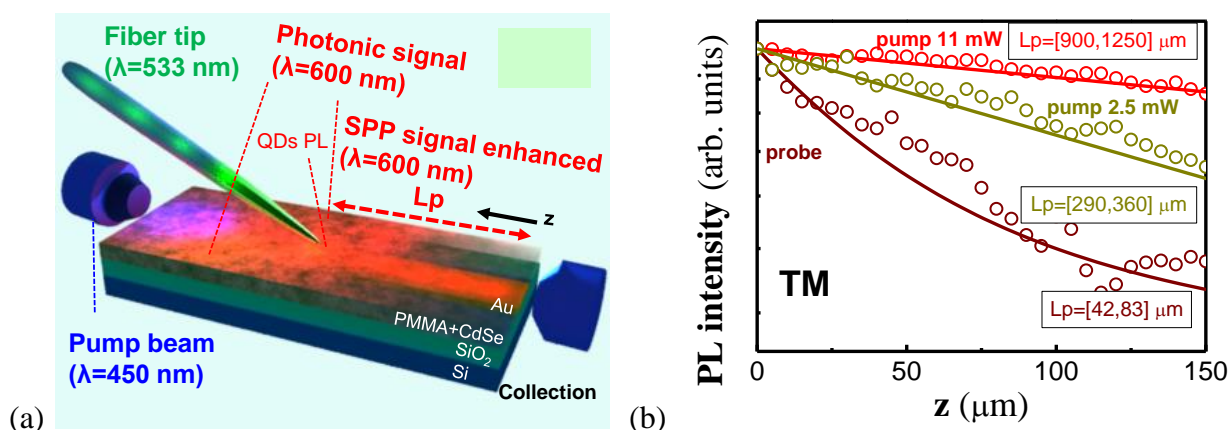 Fiber tip
(λ=533 nm)
Photonic signal
(λ=600 nm)
QDs PL
SPP signal enhanced
(λ=600 nm)
Lp
z
Au
PMMA+CdSe
SiO₂
Si
Pump beam
(λ=450 nm)
Collection
(a)
PL intensity (arb. units)
pump 11 mW
Lp=[900,1250] μm
pump 2.5 mW
probe
Lp=[290,360] μm
TM
Lp=[42,83] μm
0 50 100 150
z (μm)
(b)